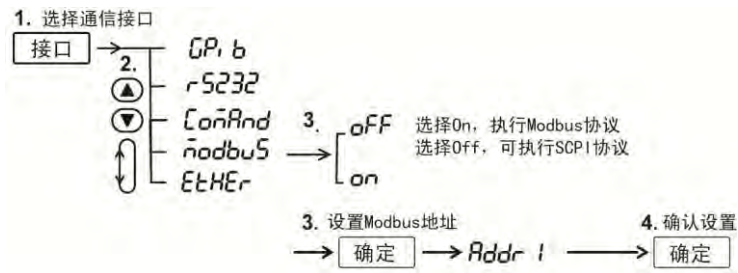 1. 选择通信接口
接口
2.
GPib
rS232
ComAnd
modbuS
EtHEr
3.
oFF
on
选择On，执行Modbus协议
选择Off，可执行SCPI协议
3. 设置Modbus地址
确定
Addr 1
4. 确认设置
确定